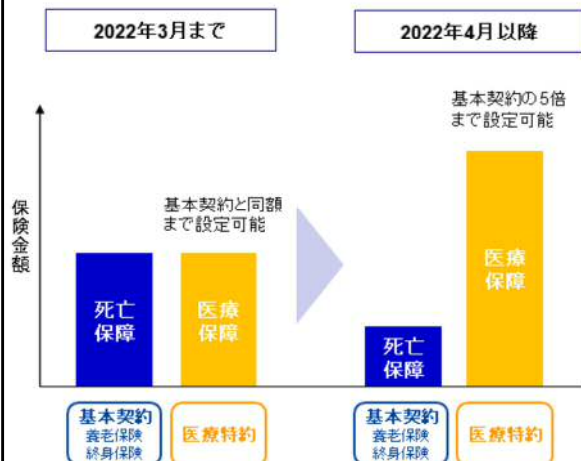 2022年3月まで
2022年4月以降
基本契約の5倍
まで設定可能
保険金額
基本契約と同額
まで設定可能
死亡
保障
医療
保障
死亡
保障
医療
保障
基本契約
養老保険
終身保険
医療特約
基本契約
養老保険
終身保険
医療特約